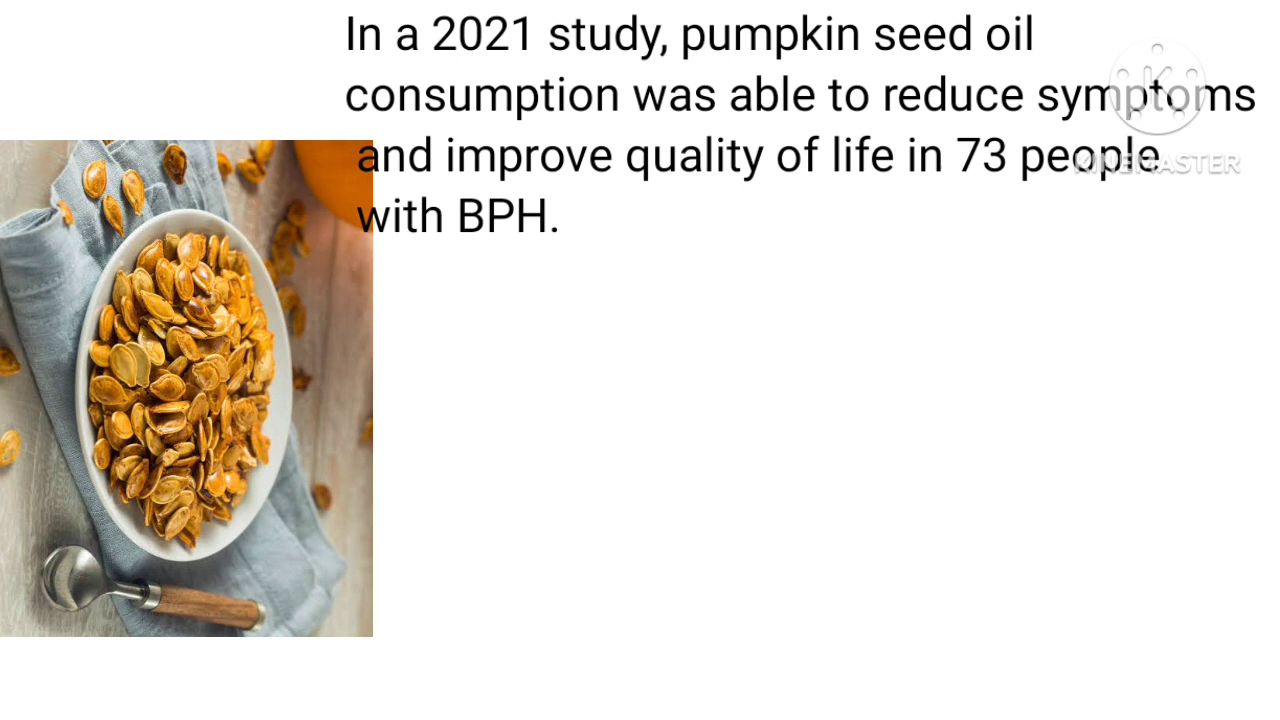 In a 2021 study, pumpkin seed oil
consumption was able to reduce symptoms
and improve quality of life in 73 people
with BPH.
K
KINEMASTER